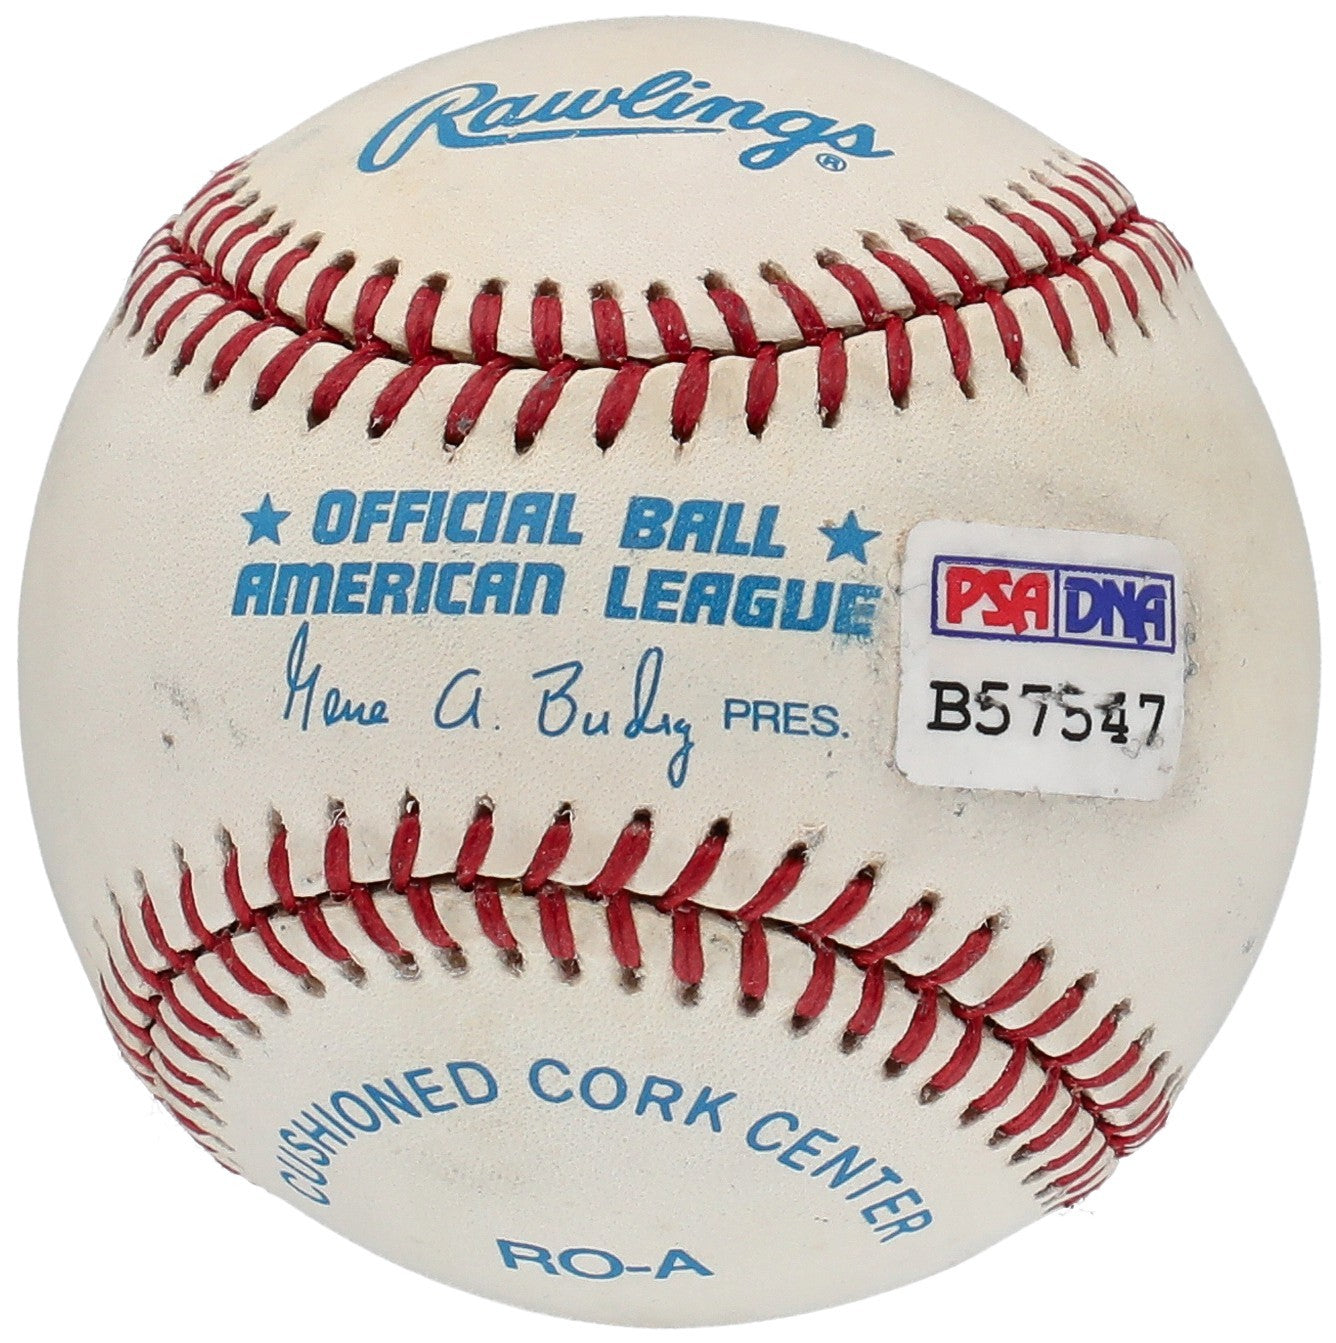 Rawlings®
★ OFFICIAL BALL ★
AMERICAN LEAGUE
Gene A. Budig PRES.
PSA DNA
B57547
CUSHIONED CORK CENTER
RO-A